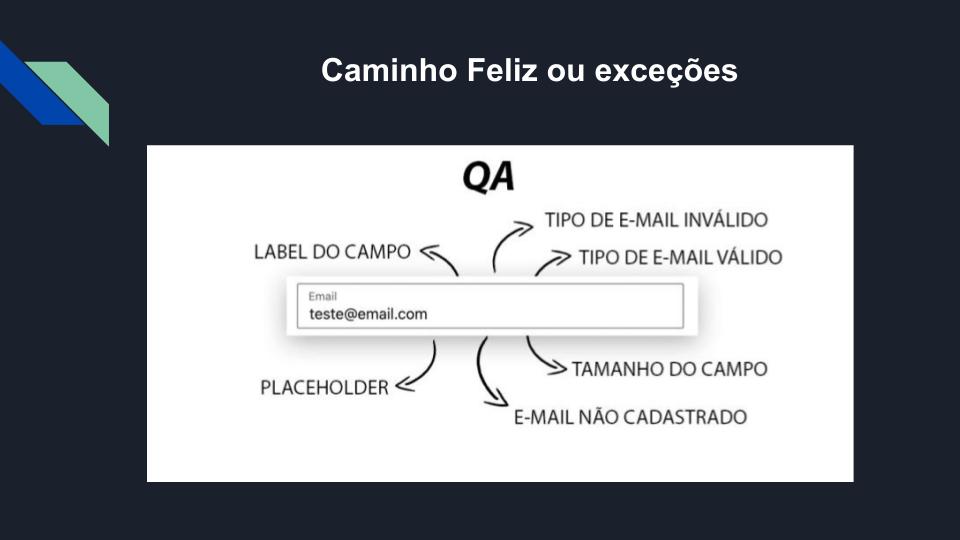 Caminho Feliz ou exceções
QA
TIPO DE E-MAIL INVÁLIDO
LABEL DO CAMPO
TIPO DE E-MAIL VÁLIDO
Email
teste@email.com
TAMANHO DO CAMPO
PLACEHOLDER
E-MAIL NÃO CADASTRADO